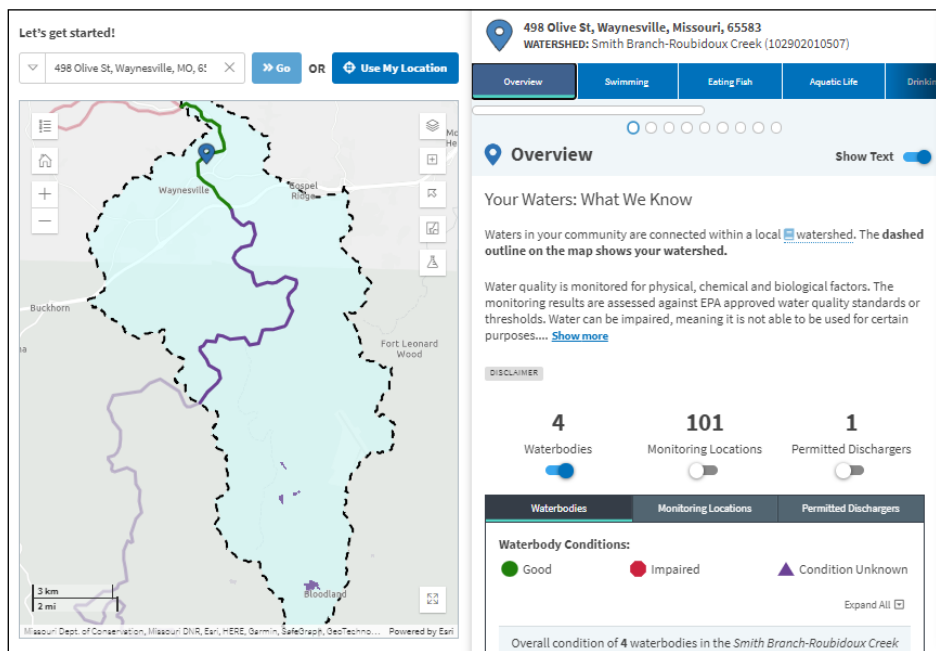 Let's get started!
498 Olive St, Waynesville, MO, 65
Go
OR
Use My Location
Waynesville
Gospel
Ridge
Mc
He
Buckhorn
na
Fort Leonard
Wood
Bloodland
3 km
2 mi
Missouri Dept. of Conservation, Missouri DNR, Esri, HERE, Garmin, SafeGraph, GeoTechno... Powered by Esri
498 Olive St, Waynesville, Missouri, 65583
WATERSHED: Smith Branch-Roubidoux Creek (102902010507)
Overview
Swimming
Eating Fish
Aquatic Life
Drinkin
Overview
Show Text
Your Waters: What We Know
Waters in your community are connected within a local watershed. The dashed
outline on the map shows your watershed.
Water quality is monitored for physical, chemical and biological factors. The
monitoring results are assessed against EPA approved water quality standards or
thresholds. Water can be impaired, meaning it is not able to be used for certain
purposes.... Show more
DISCLAIMER
4
Waterbodies
101
Monitoring Locations
1
Permitted Dischargers
Waterbodies
Monitoring Locations
Permitted Dischargers
Waterbody Conditions:
Good
Impaired
Condition Unknown
Expand All
Overall condition of 4 waterbodies in the Smith Branch-Roubidoux Creek